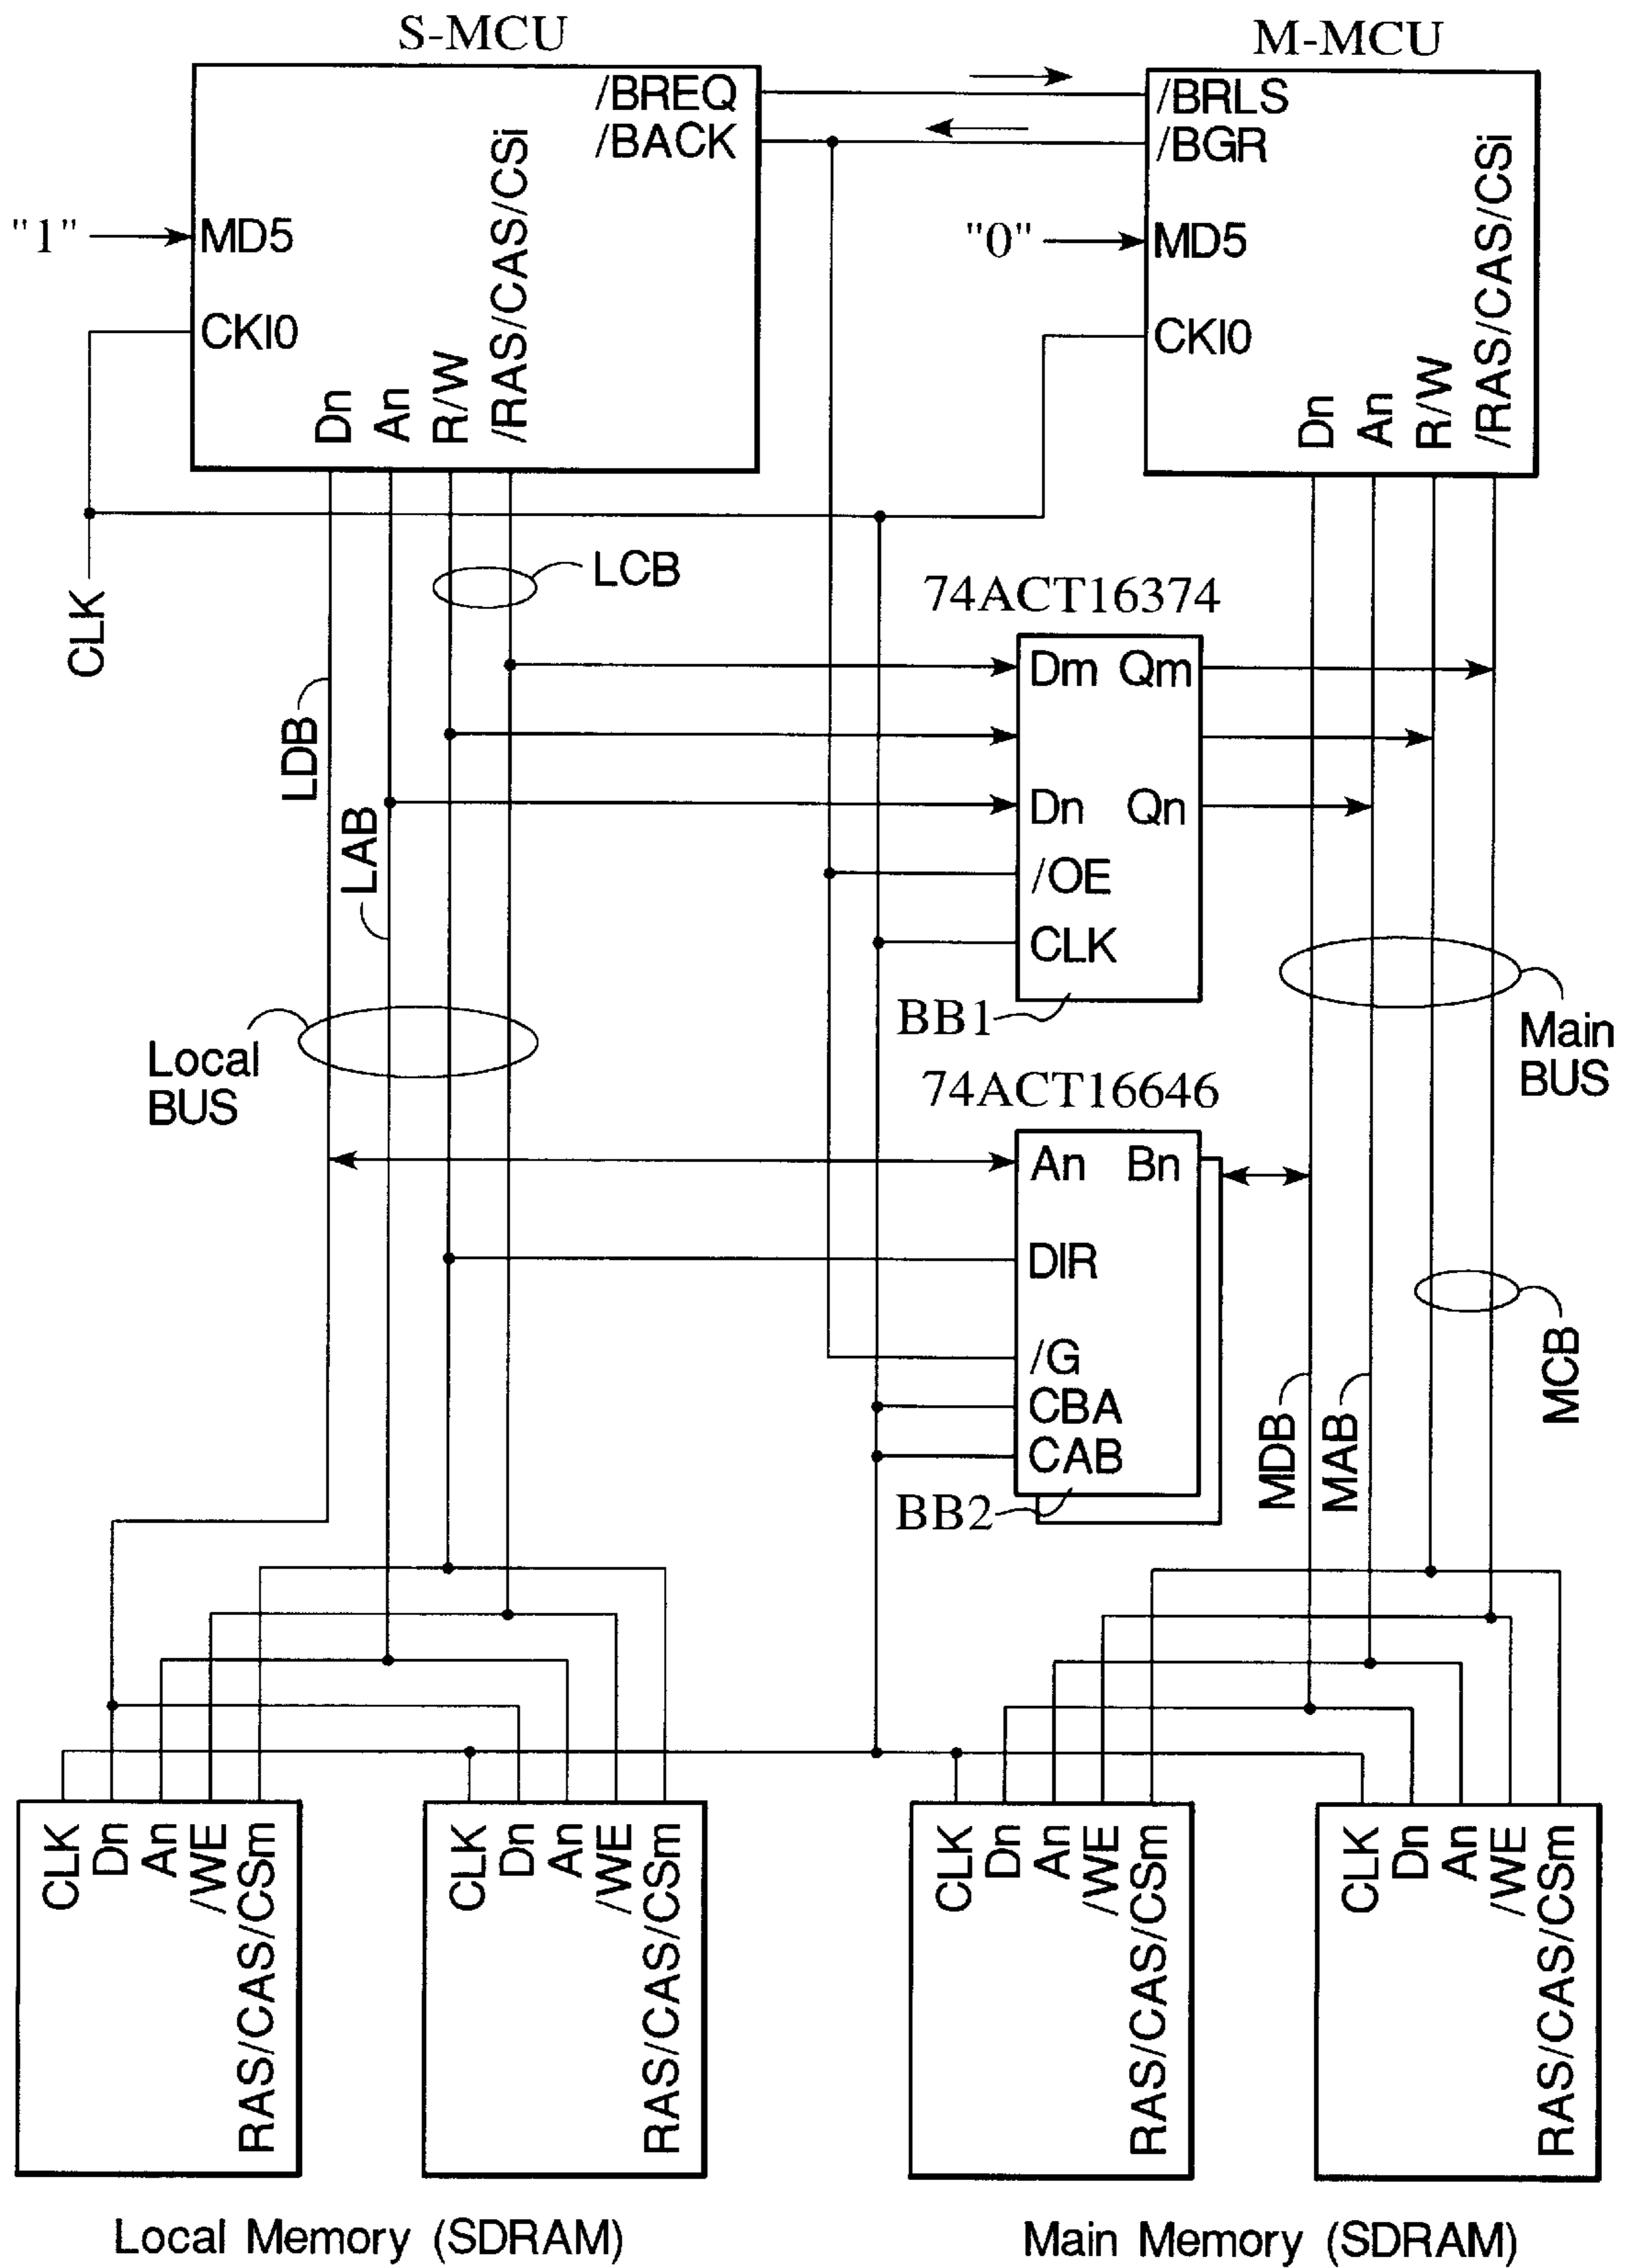 S-MCU
M-MCU
/BREQ
/BACK
/BRLS
/BGR
"1"
MD5
"0"
MD5
CKI0
CKI0
Dn
An
R/W
/RAS/CAS/CSi
Dn
An
R/W
/RAS/CAS/CSi
CLK
LCB
LDB
LAB
74ACT16374
Dm Qm
Dn Qn
/OE
CLK
BB1
Local
BUS
Main
BUS
74ACT16646
An Bn
DIR
/G
CBA
CAB
BB2
MDB
MAB
MCB
CLK
Dn
An
/WE
RAS/CAS/CSm
CLK
Dn
An
/WE
RAS/CAS/CSm
CLK
Dn
An
/WE
RAS/CAS/CSm
CLK
Dn
An
/WE
RAS/CAS/CSm
Local Memory (SDRAM)
Main Memory (SDRAM)